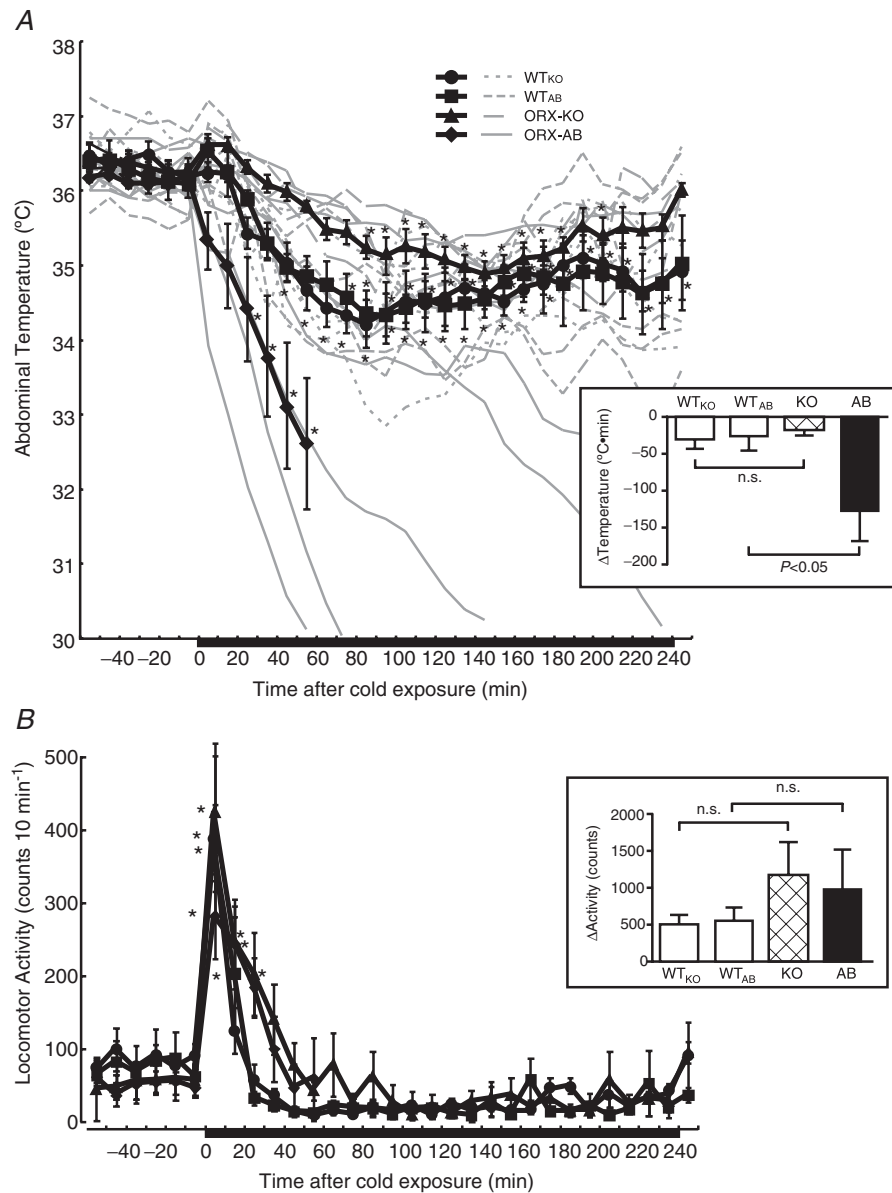 A
38
37
36
35
34
33
32
31
30
Abdominal Temperature (ºC)
WTKO
WTAB
ORX-KO
ORX-AB
* * * * * * * * * * * * * *
WTKO WTAB KO AB
0
−50
−100
−150
−200
ΔTemperature (ºC•min)
n.s.
P<0.05
−40 −20 0 20 40 60 80 100 120 140 160 180 200 220 240
Time after cold exposure (min)
B
500
400
300
200
100
0
Locomotor Activity (counts 10 min-1)
*
*
*
*
* *
*
*
2000
1500
1000
500
0
ΔActivity (counts)
n.s.
n.s.
WTKO WTAB KO AB
−40 −20 0 20 40 60 80 100 120 140 160 180 200 220 240
Time after cold exposure (min)